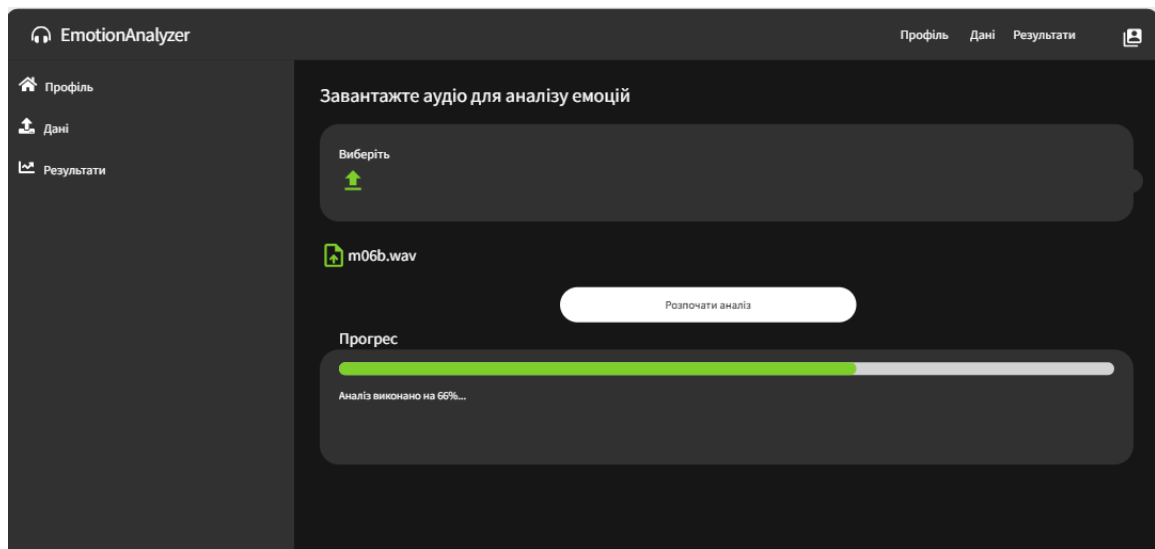 EmotionAnalyzer
Профіль Дані Результати
Профіль
Дані
Результати
Завантажте аудіо для аналізу емоцій
Виберіть
m06b.wav
Розпочати аналіз
Прогрес
Аналіз виконано на 66%...